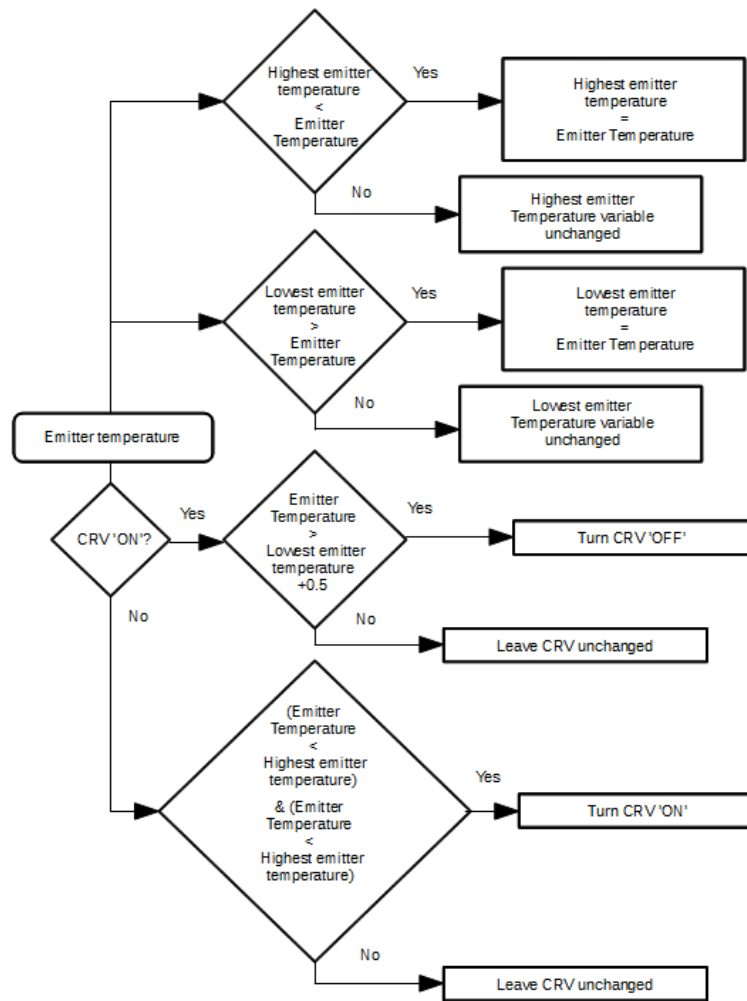 Highest emitter
temperature
<
Emitter
Temperature
Yes
Highest emitter
temperature
=
Emitter Temperature
No
Highest emitter
Temperature variable
unchanged
Lowest emitter
temperature
>
Emitter
Temperature
Yes
Lowest emitter
temperature
=
Emitter Temperature
No
Lowest emitter
Temperature variable
unchanged
Emitter temperature
CRV 'ON'?
Yes
Emitter
Temperature
>
Lowest emitter
temperature
+0.5
Yes
Turn CRV 'OFF'
No
Leave CRV unchanged
No
(Emitter
Temperature
<
Highest emitter
temperature)
& (Emitter
Temperature
<
Highest emitter
temperature)
Yes
Turn CRV 'ON'
No
Leave CRV unchanged